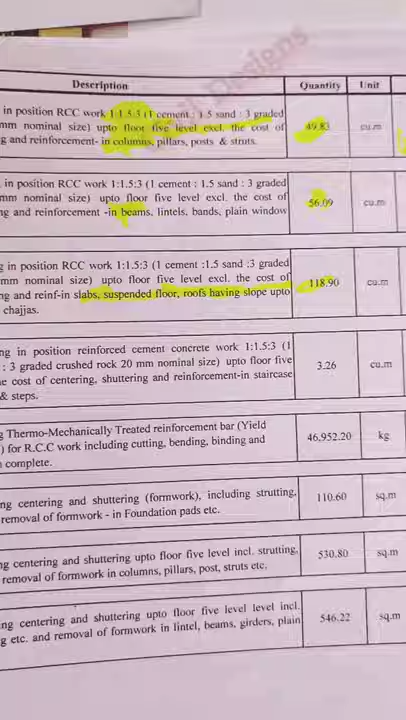 Designs
Description Quantity Unit
in position RCC work 1:1.5:3 (1 cement : 1.5 sand : 3 graded
mm nominal size) upto floor five level excl. the cost of 49.83 cu.m
g and reinforcement- in columns, pillars, posts & struts.
in position RCC work 1:1.5:3 (1 cement : 1.5 sand : 3 graded
mm nominal size) upto floor five level excl. the cost of 56.09 cu.m
ng and reinforcement -in beams, lintels, bands, plain window
g in position RCC work 1:1.5:3 (1 cement :1.5 sand :3 graded
mm nominal size) upto floor five level excl. the cost of 118.90 cu.m
ng and reinf-in slabs, suspended floor, roofs having slope upto
chajjas.
ng in position reinforced cement concrete work 1:1.5:3 (1
: 3 graded crushed rock 20 mm nominal size) upto floor five 3.26 cu.m
e cost of centering, shuttering and reinforcement-in staircase
& steps.
g Thermo-Mechanically Treated reinforcement bar (Yield
) for R.C.C work including cutting, bending, binding and 46,952.20 kg
complete.
ng centering and shuttering (formwork), including strutting, 110.60 sq.m
removal of formwork - in Foundation pads etc.
ng centering and shuttering upto floor five level incl. strutting, 530.80 sq.m
removal of formwork in columns, pillars, post, struts etc.
ng centering and shuttering upto floor five level level incl. 546.22 sq.m
g etc. and removal of formwork in lintel, beams, girders, plain